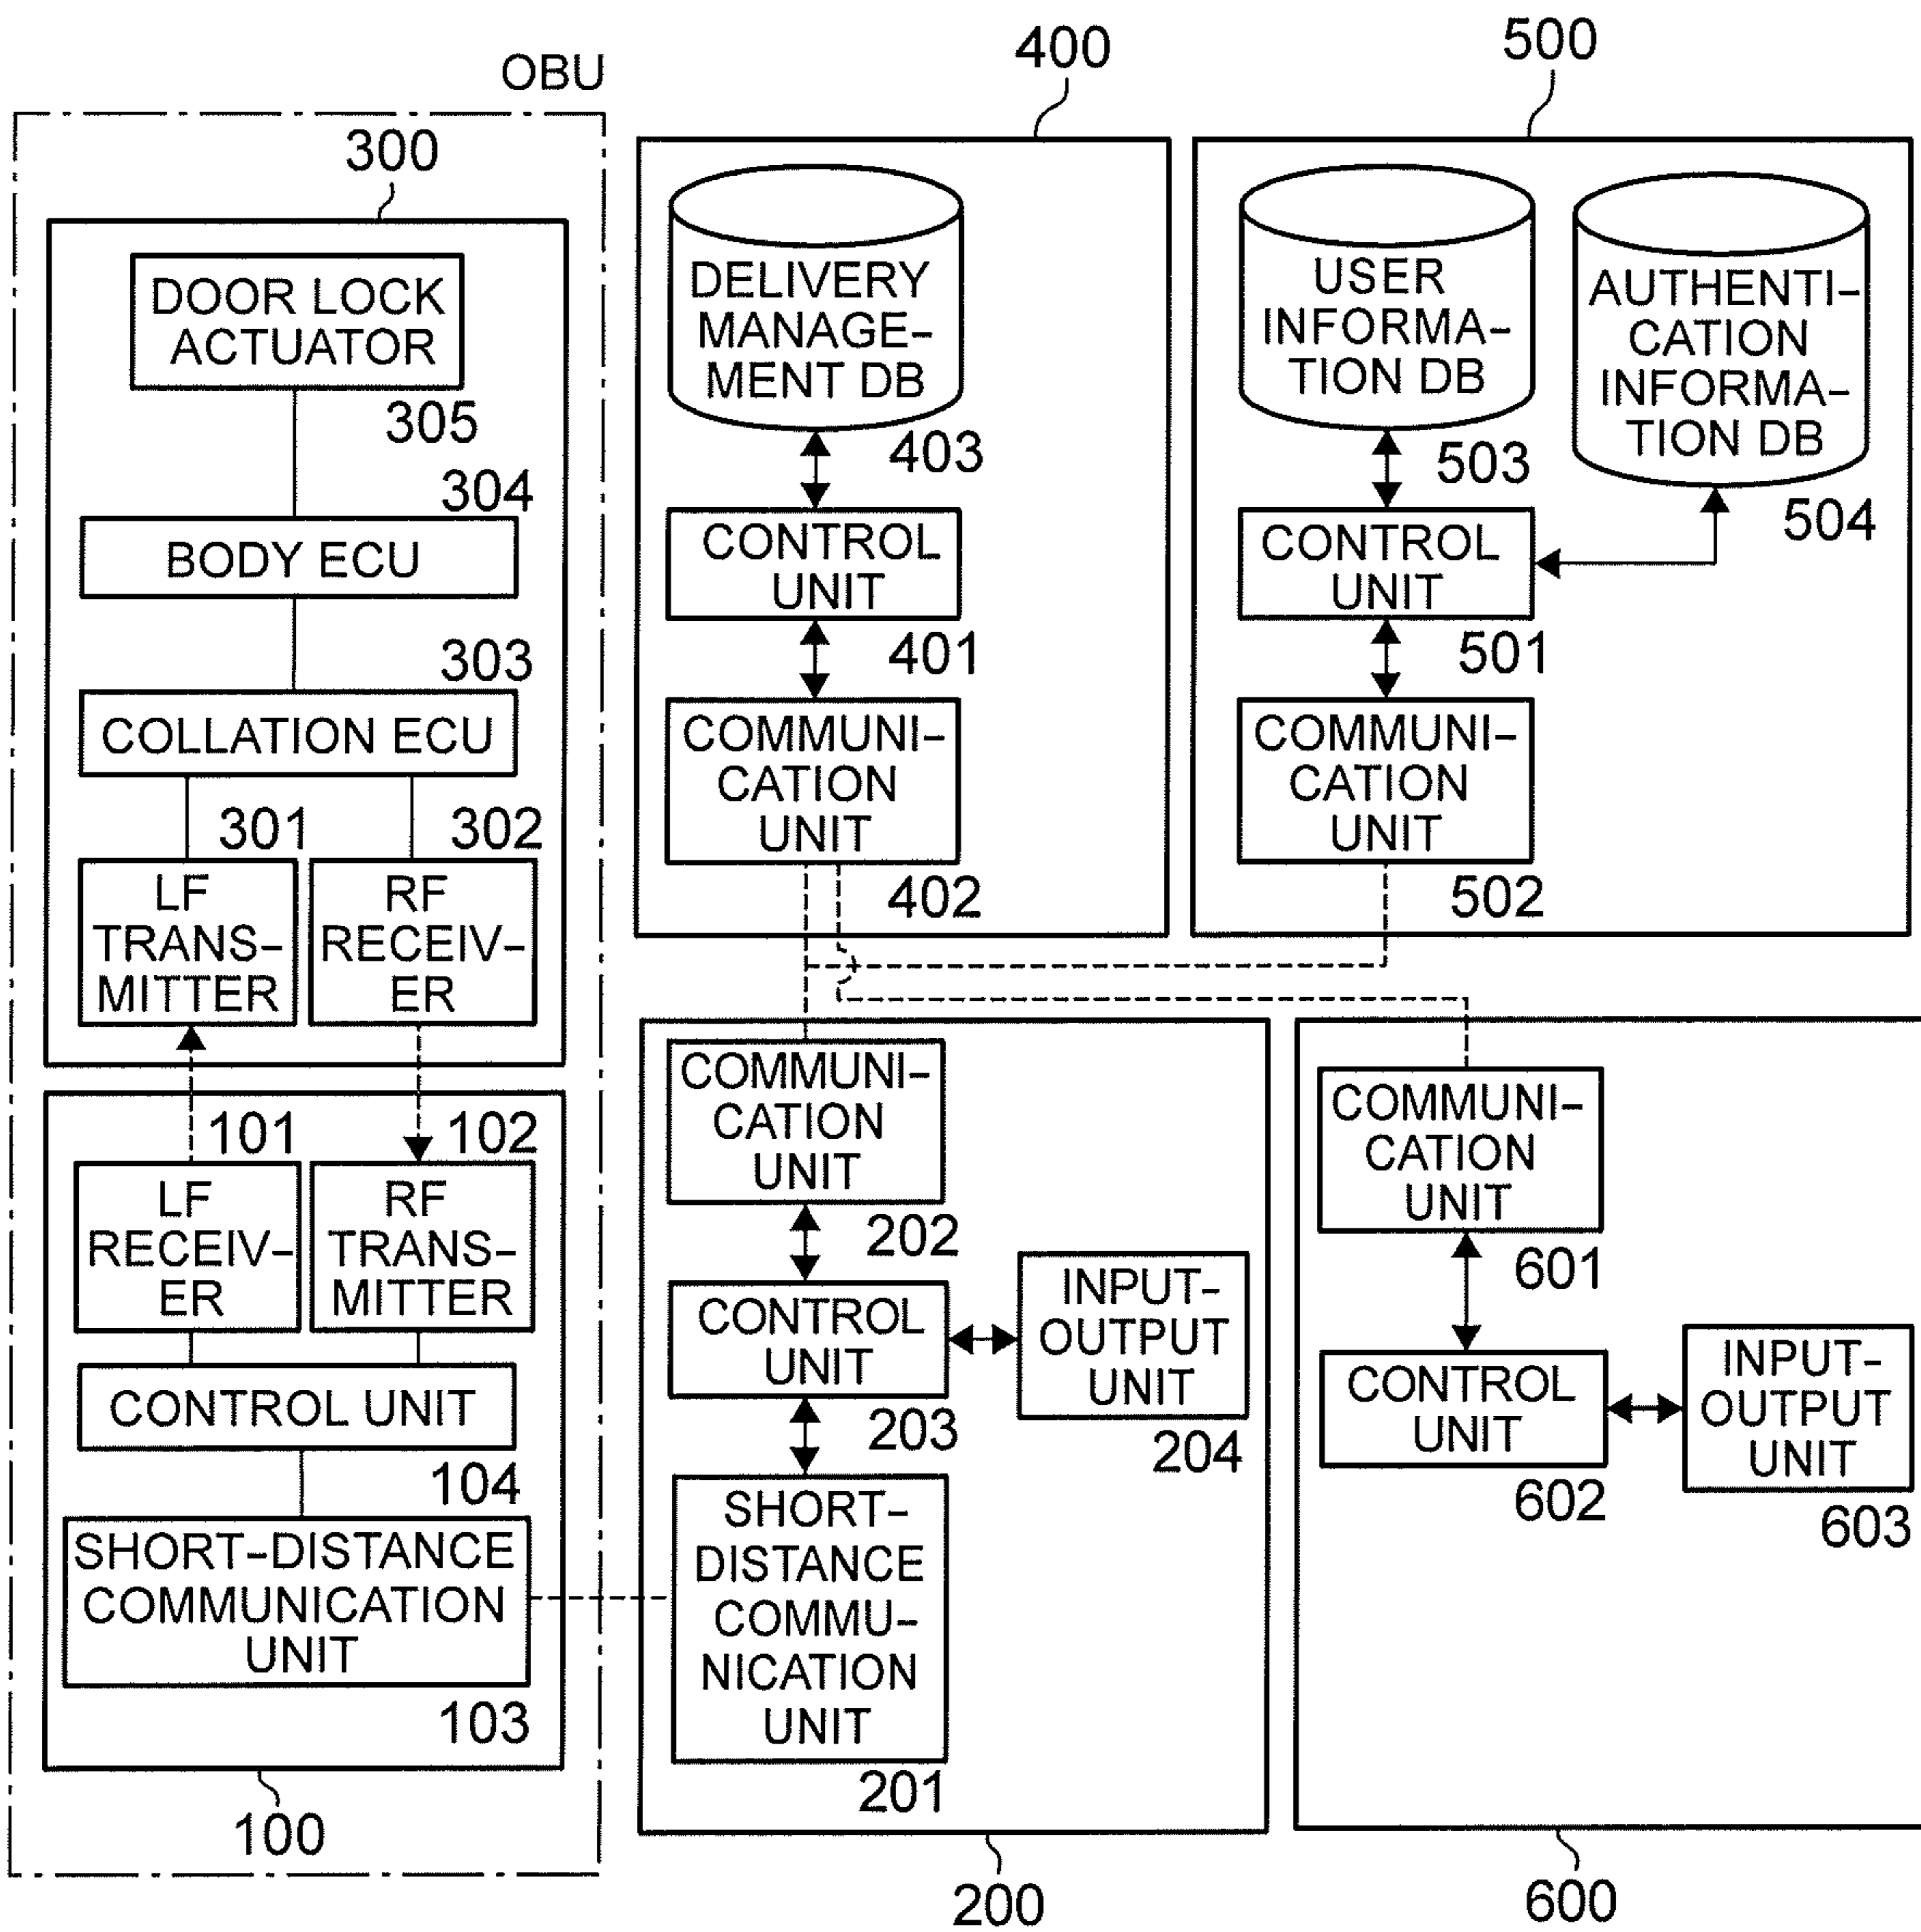 OBU
300
DOOR LOCK
ACTUATOR
305
304
BODY ECU
303
COLLATION ECU
301
302
LF
TRANS-
MITTER
RF
RECEIV-
ER
101
102
LF
RECEIV-
ER
RF
TRANS-
MITTER
CONTROL UNIT
104
SHORT-DISTANCE
COMMUNICATION
UNIT
103
100
400
DELIVERY
MANAGE-
MENT DB
403
CONTROL
UNIT
401
COMMUNI-
CATION
UNIT
402
500
USER
INFORMA-
TION DB
503
AUTHENTI-
CATION
INFORMA-
TION DB
504
CONTROL
UNIT
501
COMMUNI-
CATION
UNIT
502
COMMUNI-
CATION
UNIT
202
CONTROL
UNIT
203
INPUT-
OUTPUT
UNIT
204
SHORT-
DISTANCE
COMMU-
NICATION
UNIT
201
200
COMMUNI-
CATION
UNIT
601
CONTROL
UNIT
602
INPUT-
OUTPUT
UNIT
603
600